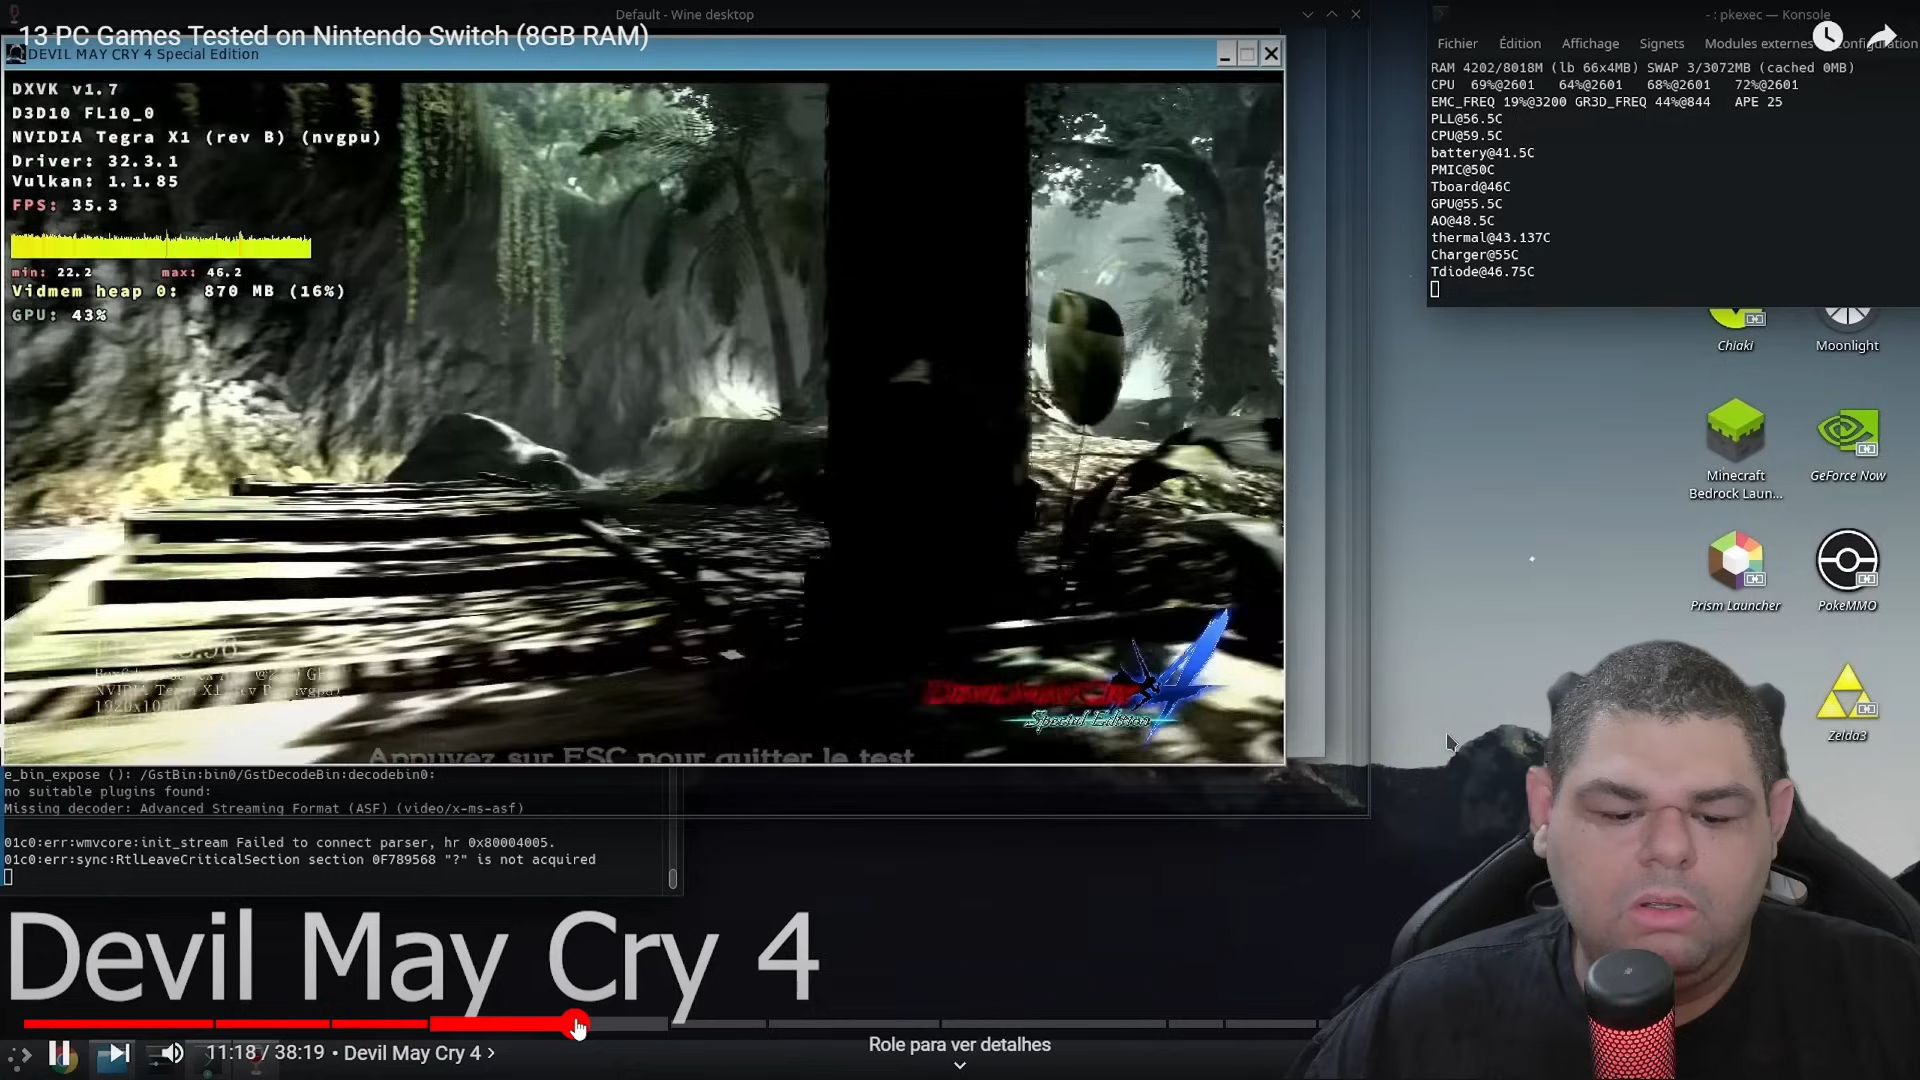 Default - Wine desktop
- : pkexec — Konsole
13 PC Games Tested on Nintendo Switch (8GB RAM)
DEVIL MAY CRY 4 Special Edition
Fichier Édition Affichage Signets Modules externes Configuration
DXVK v1.7
D3D10 FL10_0
NVIDIA Tegra X1 (rev B) (nvgpu)
Driver: 32.3.1
Vulkan: 1.1.85
FPS: 35.3
min: 22.2 max: 46.2
Vidmem heap 0: 870 MB (16%)
GPU: 43%
RAM 4202/8018M (lb 66x4MB) SWAP 3/3072MB (cached 0MB)
CPU 69%@2601 64%@2601 68%@2601 72%@2601
EMC_FREQ 19%@3200 GR3D_FREQ 44%@844 APE 25
PLL@56.5C
CPU@59.5C
battery@41.5C
PMIC@50C
Tboard@46C
GPU@55.5C
AO@48.5C
thermal@43.137C
Charger@55C
Tdiode@46.75C
Chiaki
Moonlight
Minecraft
Bedrock Laun...
GeForce Now
Prism Launcher
PokeMMO
Zelda3
NVIDIA Tegra X1
Special Edition
Appuyez sur ESC pour quitter le test
e_bin_expose (): /GstBin:bin0/GstDecodeBin:decodebin0:
no suitable plugins found:
Missing decoder: Advanced Streaming Format (ASF) (video/x-ms-asf)
01c0:err:wmvcore:init_stream Failed to connect parser, hr 0x80004005.
01c0:err:sync:RtlLeaveCriticalSection section 0F789568 "?" is not acquired
Devil May Cry 4
11:18 / 38:19 • Devil May Cry 4
Role para ver detalhes